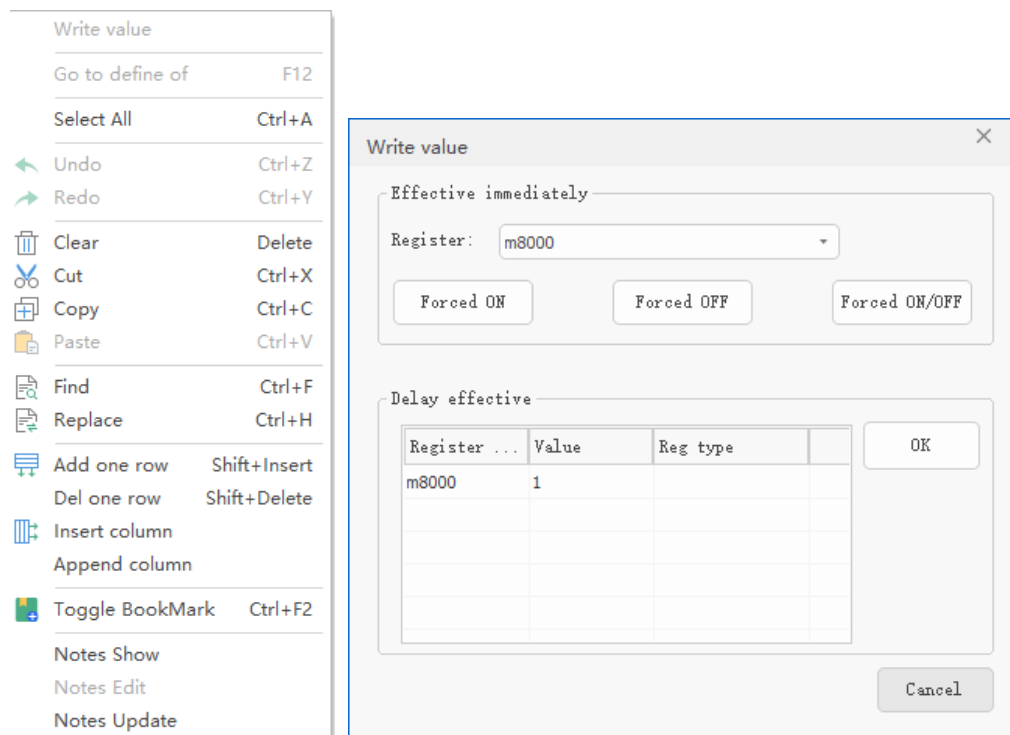 Write value
Go to define of F12
Select All Ctrl+A
Undo Ctrl+Z
Redo Ctrl+Y
Clear Delete
Cut Ctrl+X
Copy Ctrl+C
Paste Ctrl+V
Find Ctrl+F
Replace Ctrl+H
Add one row Shift+Insert
Del one row Shift+Delete
Insert column
Append column
Toggle BookMark Ctrl+F2
Notes Show
Notes Edit
Notes Update
Write value
Effective immediately
Register: m8000
Forced ON Forced OFF Forced ON/OFF
Delay effective
Register ... Value Reg type OK
m8000 1
Cancel